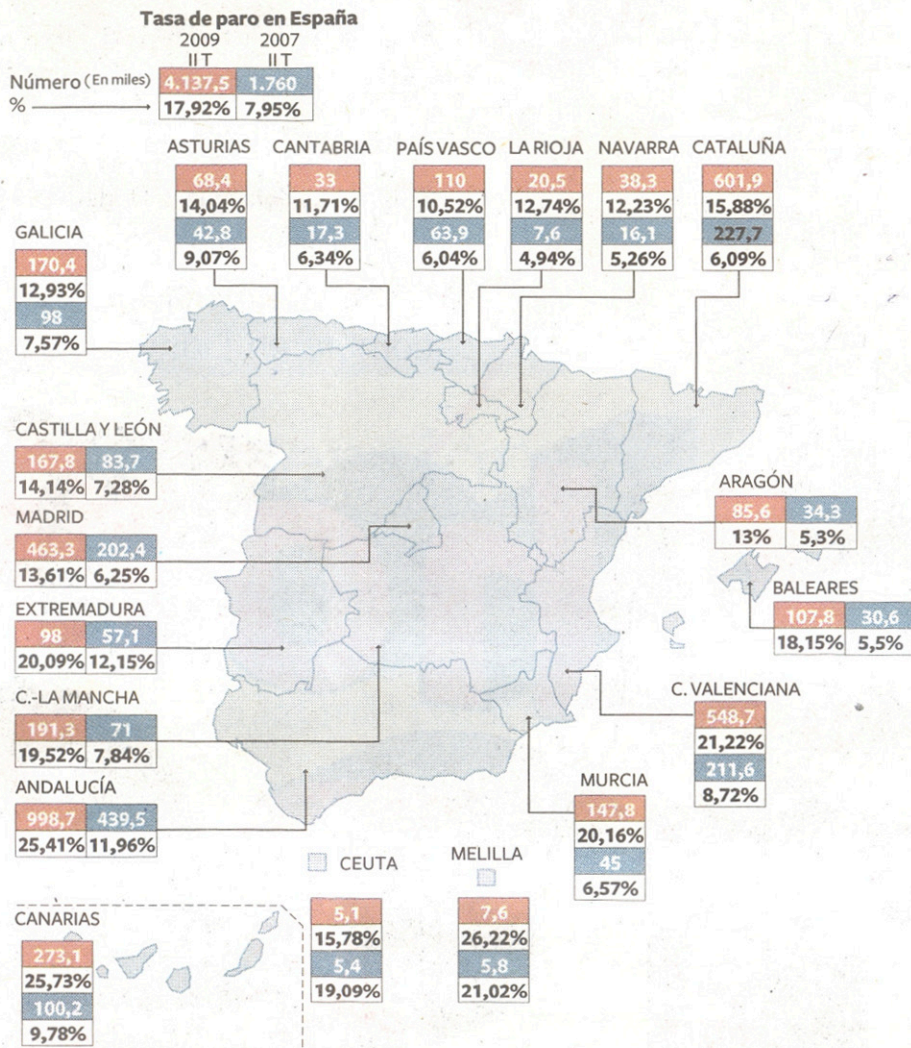 Tasa de paro en España
2009 2007
II T II T
Número (En miles) 4.137,5 1.760
% 17,92% 7,95%
ASTURIAS CANTABRIA PAÍS VASCO LA RIOJA NAVARRA CATALUÑA
68,4 33 110 20,5 38,3 601,9
14,04% 11,71% 10,52% 12,74% 12,23% 15,88%
42,8 17,3 63,9 7,6 16,1 227,7
9,07% 6,34% 6,04% 4,94% 5,26% 6,09%
GALICIA
170,4
12,93%
98
7,57%
CASTILLA Y LEÓN
167,8 83,7
14,14% 7,28%
MADRID
463,3 202,4
13,61% 6,25%
EXTREMADURA
98 57,1
20,09% 12,15%
C.-LA MANCHA
191,3 71
19,52% 7,84%
ANDALUCÍA
998,7 439,5
25,41% 11,96%
ARAGÓN
85,6 34,3
13% 5,3%
BALEARES
107,8 30,6
18,15% 5,5%
C. VALENCIANA
548,7
21,22%
211,6
8,72%
MURCIA
147,8
20,16%
45
6,57%
CEUTA
5,1
15,78%
5,4
19,09%
MELILLA
7,6
26,22%
5,8
21,02%
CANARIAS
273,1
25,73%
100,2
9,78%